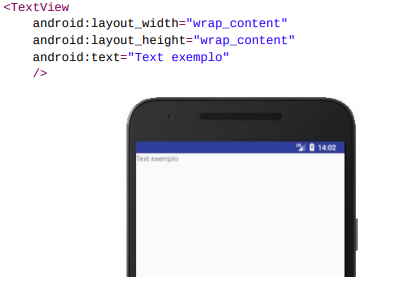 <TextView
android:layout_width="wrap_content"
android:layout_height="wrap_content"
android:text="Text exemplo"
/>
14:02
Text exemplo